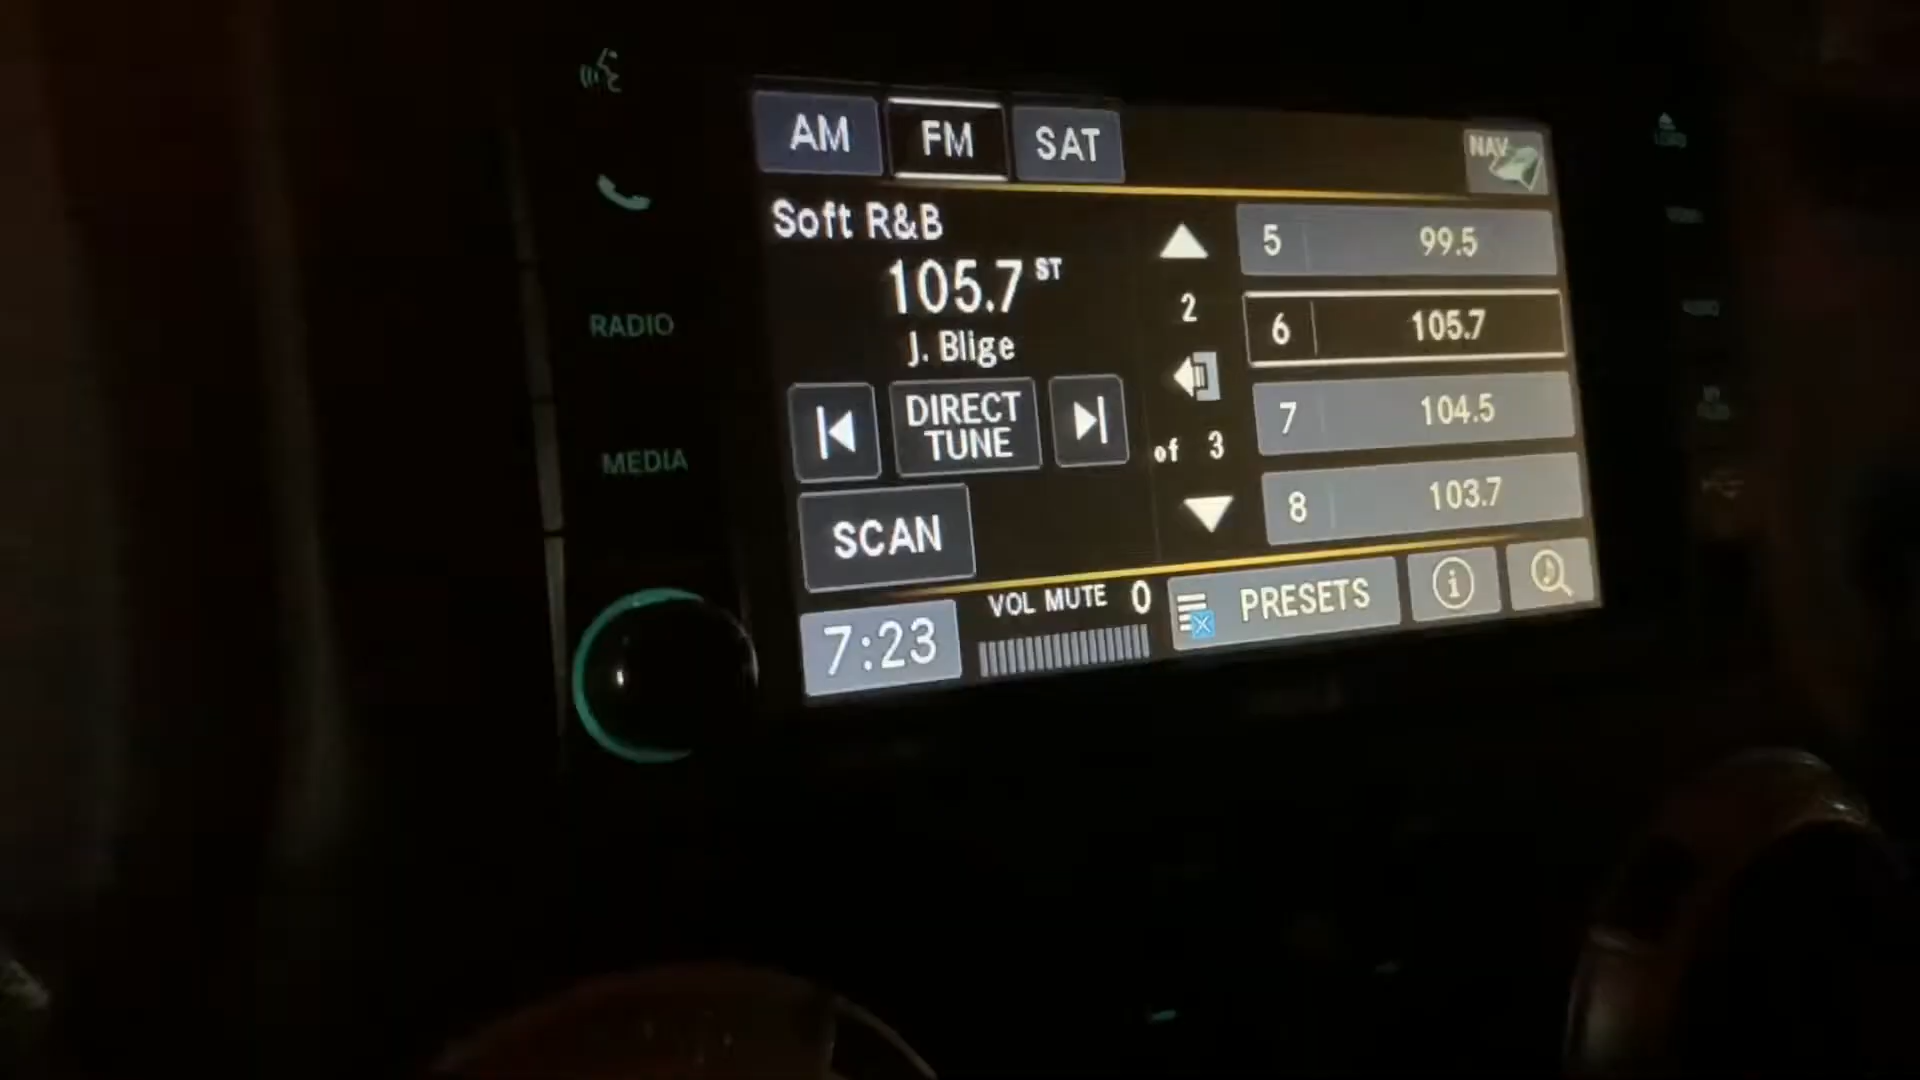 AM FM SAT
NAV
Soft R&B
105.7 ST
J. Blige
DIRECT
TUNE
SCAN
2
of 3
5 99.5
6 105.7
7 104.5
8 103.7
7:23
VOL MUTE 0
PRESETS
i
RADIO
MEDIA